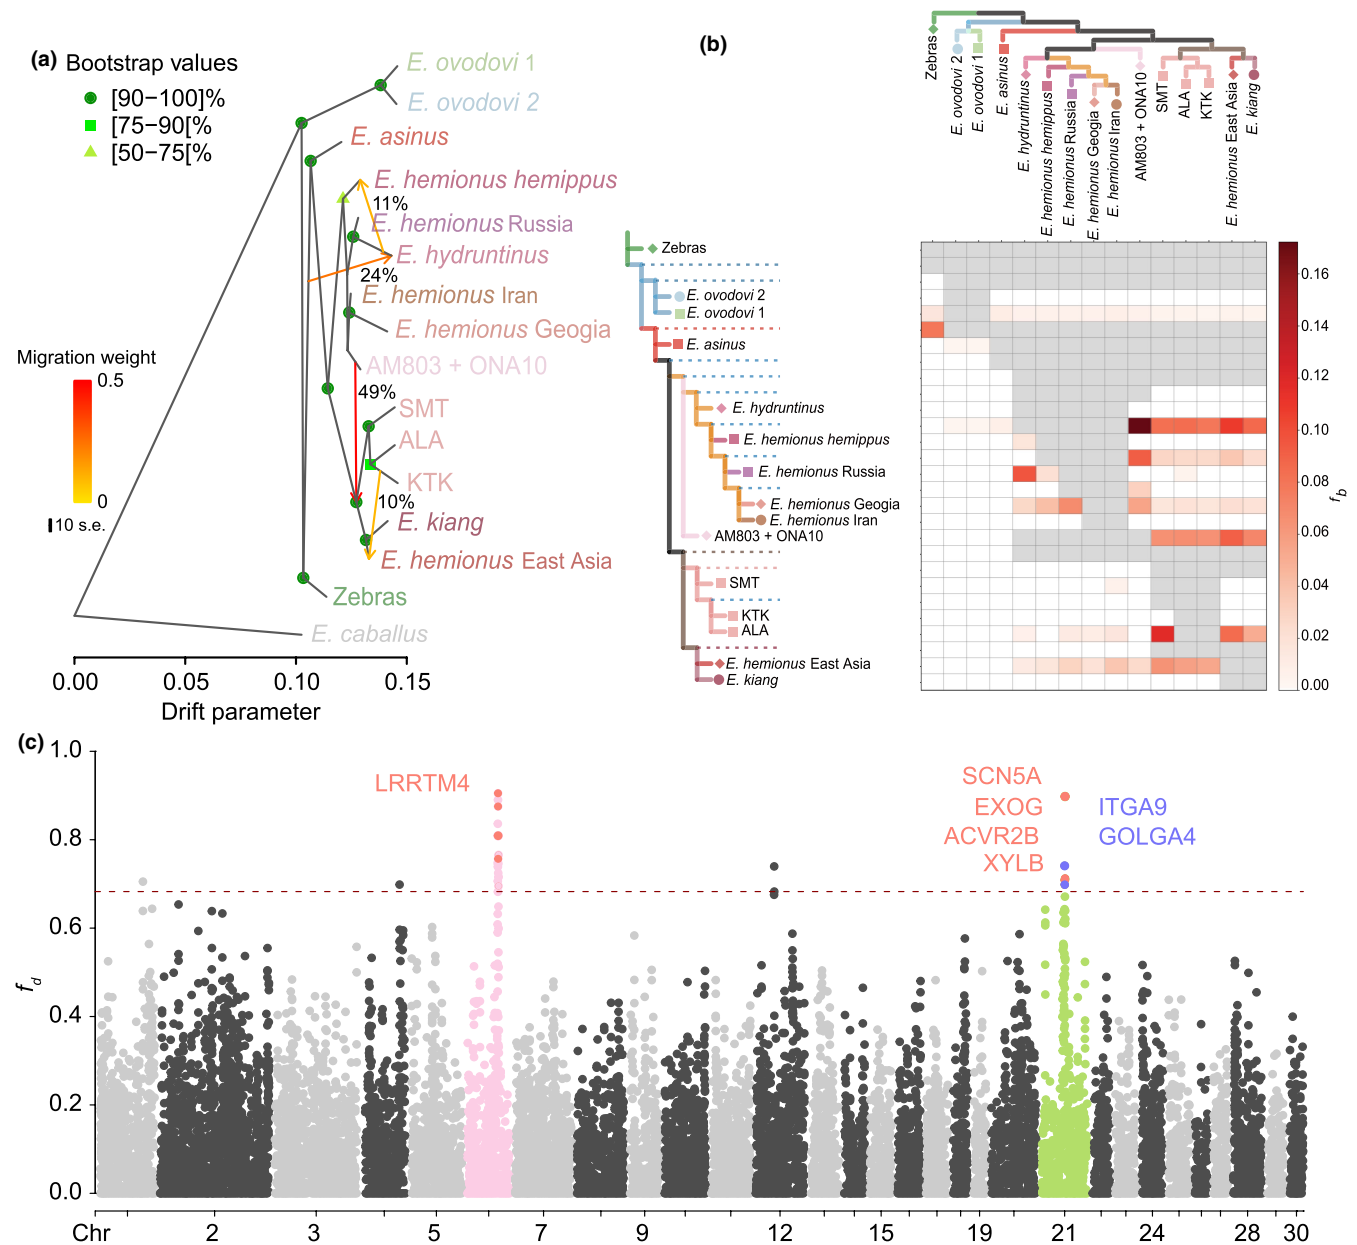 (a) Bootstrap values
[90−100]%
[75−90[%
[50−75[%
E. ovodovi 1
E. ovodovi 2
E. asinus
E. hemionus hemippus
11%
E. hemionus Russia
E. hydruntinus
24%
E. hemionus Iran
E. hemionus Geogia
AM803 + ONA10
49%
SMT
ALA
KTK
10%
E. kiang
E. hemionus East Asia
Zebras
E. caballus
Migration weight
0.5
0
10 s.e.
0.00 0.05 0.10 0.15
Drift parameter
(b)
Zebras
E. ovodovi 2
E. ovodovi 1
E. asinus
E. hydruntinus
E. hemionus hemippus
E. hemionus Russia
E. hemionus Geogia
E. hemionus Iran
AM803 + ONA10
SMT
ALA
KTK
E. hemionus East Asia
E. kiang
Zebras
E. ovodovi 2
E. ovodovi 1
E. asinus
E. hydruntinus
E. hemionus hemippus
E. hemionus Russia
E. hemionus Geogia
E. hemionus Iran
AM803 + ONA10
SMT
KTK
ALA
E. hemionus East Asia
E. kiang
0.16
0.14
0.12
0.10
0.08
0.06
0.04
0.02
0.00
fb
(c)
1.0
0.8
0.6
0.4
0.2
0.0
fd
LRRTM4
SCN5A
EXOG ITGA9
ACVR2B GOLGA4
XYLB
Chr 2 3 5 7 9 12 15 19 21 24 28 30